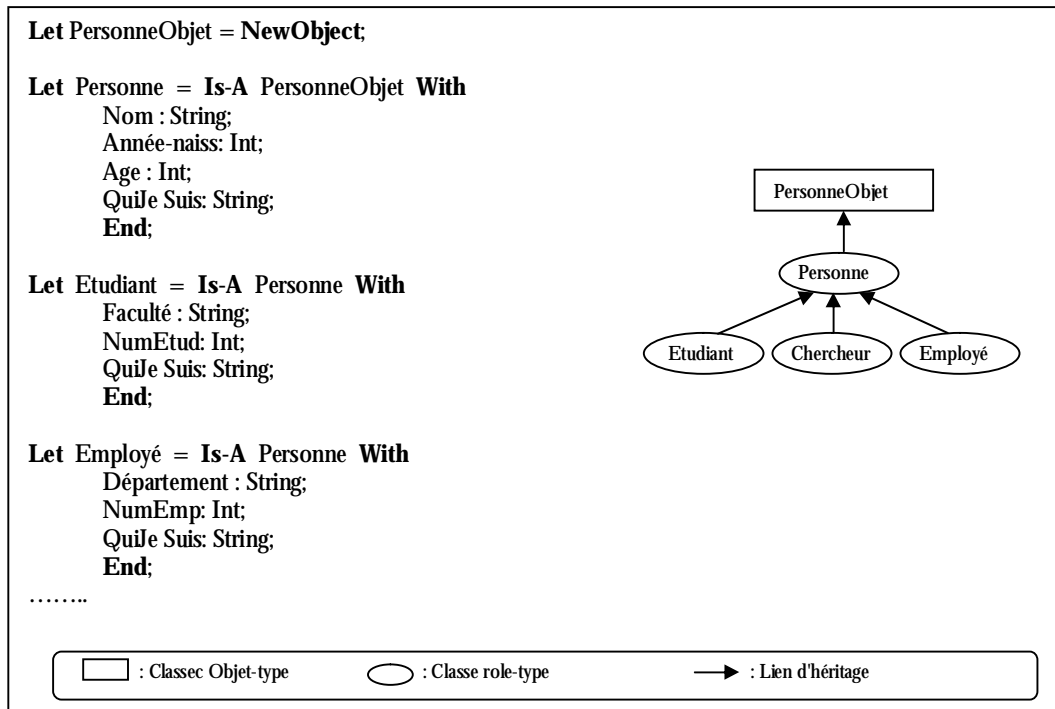 Let PersonneObjet = NewObject;
Let Personne = Is-A PersonneObjet With
Nom : String;
Année-naiss: Int;
Age : Int;
QuiJe Suis: String;
End;
Let Etudiant = Is-A Personne With
Faculté : String;
NumEtud: Int;
QuiJe Suis: String;
End;
Let Employé = Is-A Personne With
Département : String;
NumEmp: Int;
QuiJe Suis: String;
End;
……..
PersonneObjet
Personne
Etudiant Chercheur Employé
: Classec Objet-type : Classe role-type : Lien d'héritage